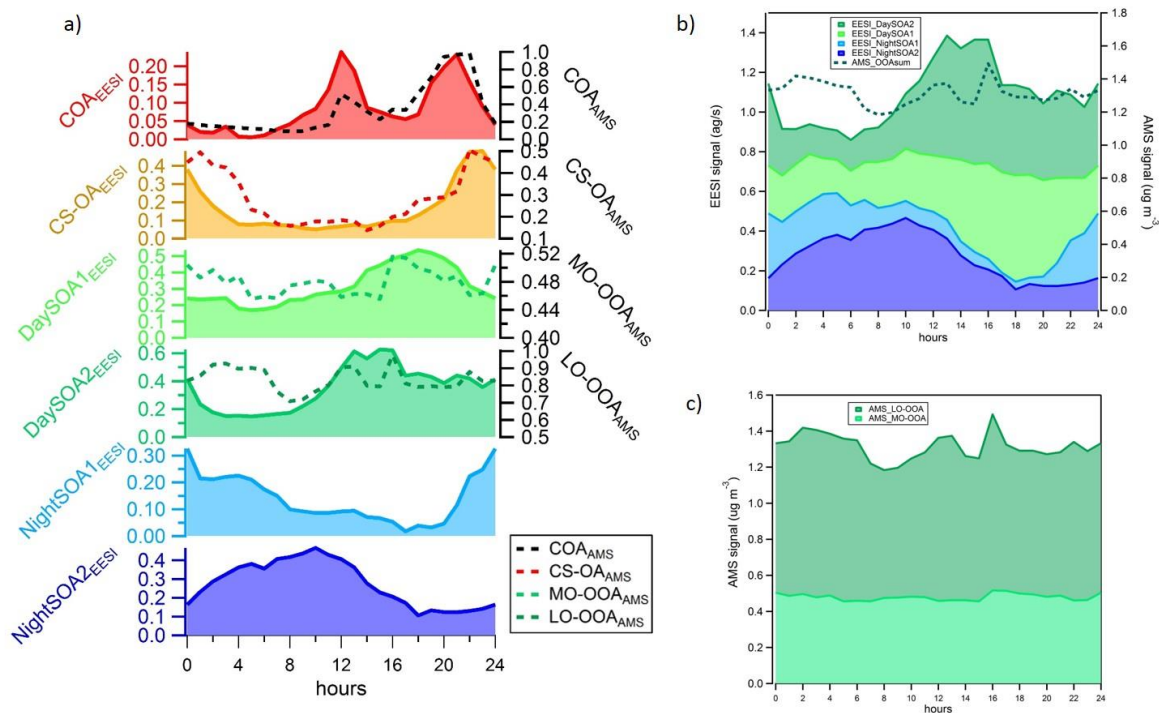 a)
COA_EESI
0.20
0.15
0.10
0.05
0.00
1.0
0.8
0.6
0.4
0.2
0.0
COA_AMS
CS-OA_EESI
0.4
0.3
0.2
0.1
0.0
0.5
0.4
0.3
0.2
0.1
CS-OA_AMS
DaySOA1_EESI
0.5
0.4
0.3
0.2
0.1
0.0
0.52
0.48
0.44
0.40
MO-OOA_AMS
DaySOA2_EESI
0.6
0.4
0.2
0.0
1.0
0.9
0.8
0.7
0.6
0.5
LO-OOA_AMS
NightSOA1_EESI
0.30
0.20
0.10
0.00
NightSOA2_EESI
0.4
0.3
0.2
0.1
0.0
0 4 8 12 16 20 24
hours
COA_AMS
CS-OA_AMS
MO-OOA_AMS
LO-OOA_AMS
b)
EESI signal (ag/s)
1.4
1.2
1.0
0.8
0.6
0.4
0.2
0.0
EESI_DaySOA2
EESI_DaySOA1
EESI_NightSOA1
EESI_NightSOA2
AMS_OOAsum
1.8
1.6
1.4
1.2
1.0
0.8
0.6
0.4
0.2
0.0
AMS signal (ug m⁻³)
0 2 4 6 8 10 12 14 16 18 20 22 24
hours
c)
AMS signal (ug m⁻³)
1.6
1.4
1.2
1.0
0.8
0.6
0.4
0.2
0.0
AMS_LO-OOA
AMS_MO-OOA
0 2 4 6 8 10 12 14 16 18 20 22 24
hours